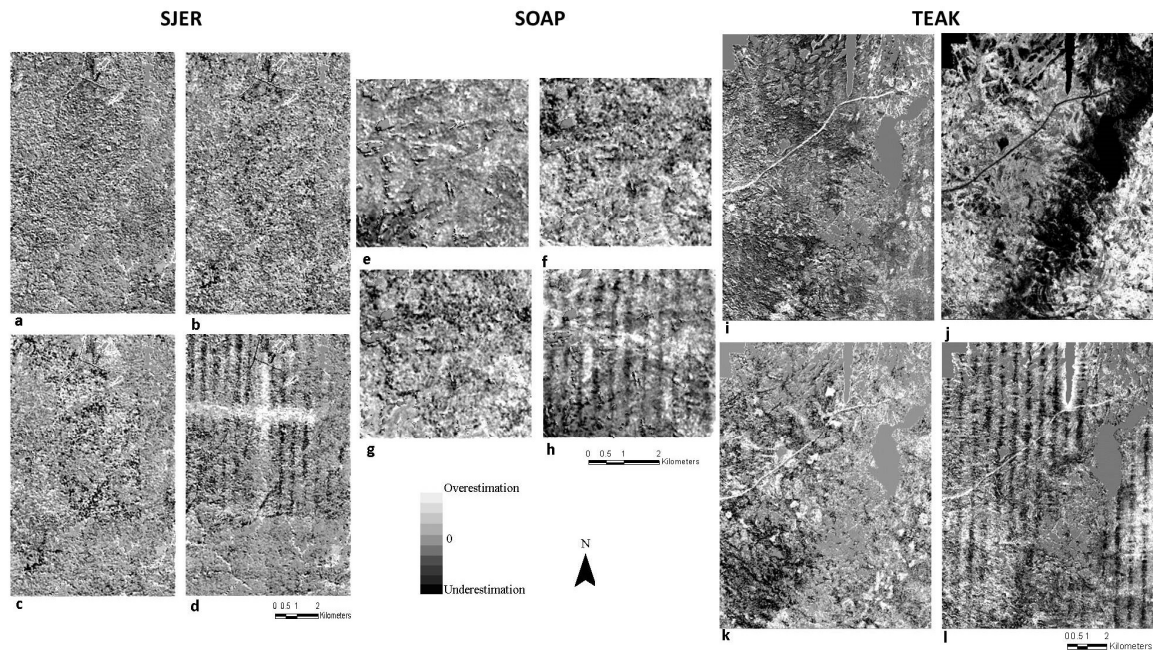 SJER
SOAP
TEAK
a
b
c
d
0 0.5 1 2
Kilometers
e
f
g
h
0 0.5 1 2
Kilometers
Overestimation
0
Underestimation
N
i
j
k
l
0 0.5 1 2
Kilometers